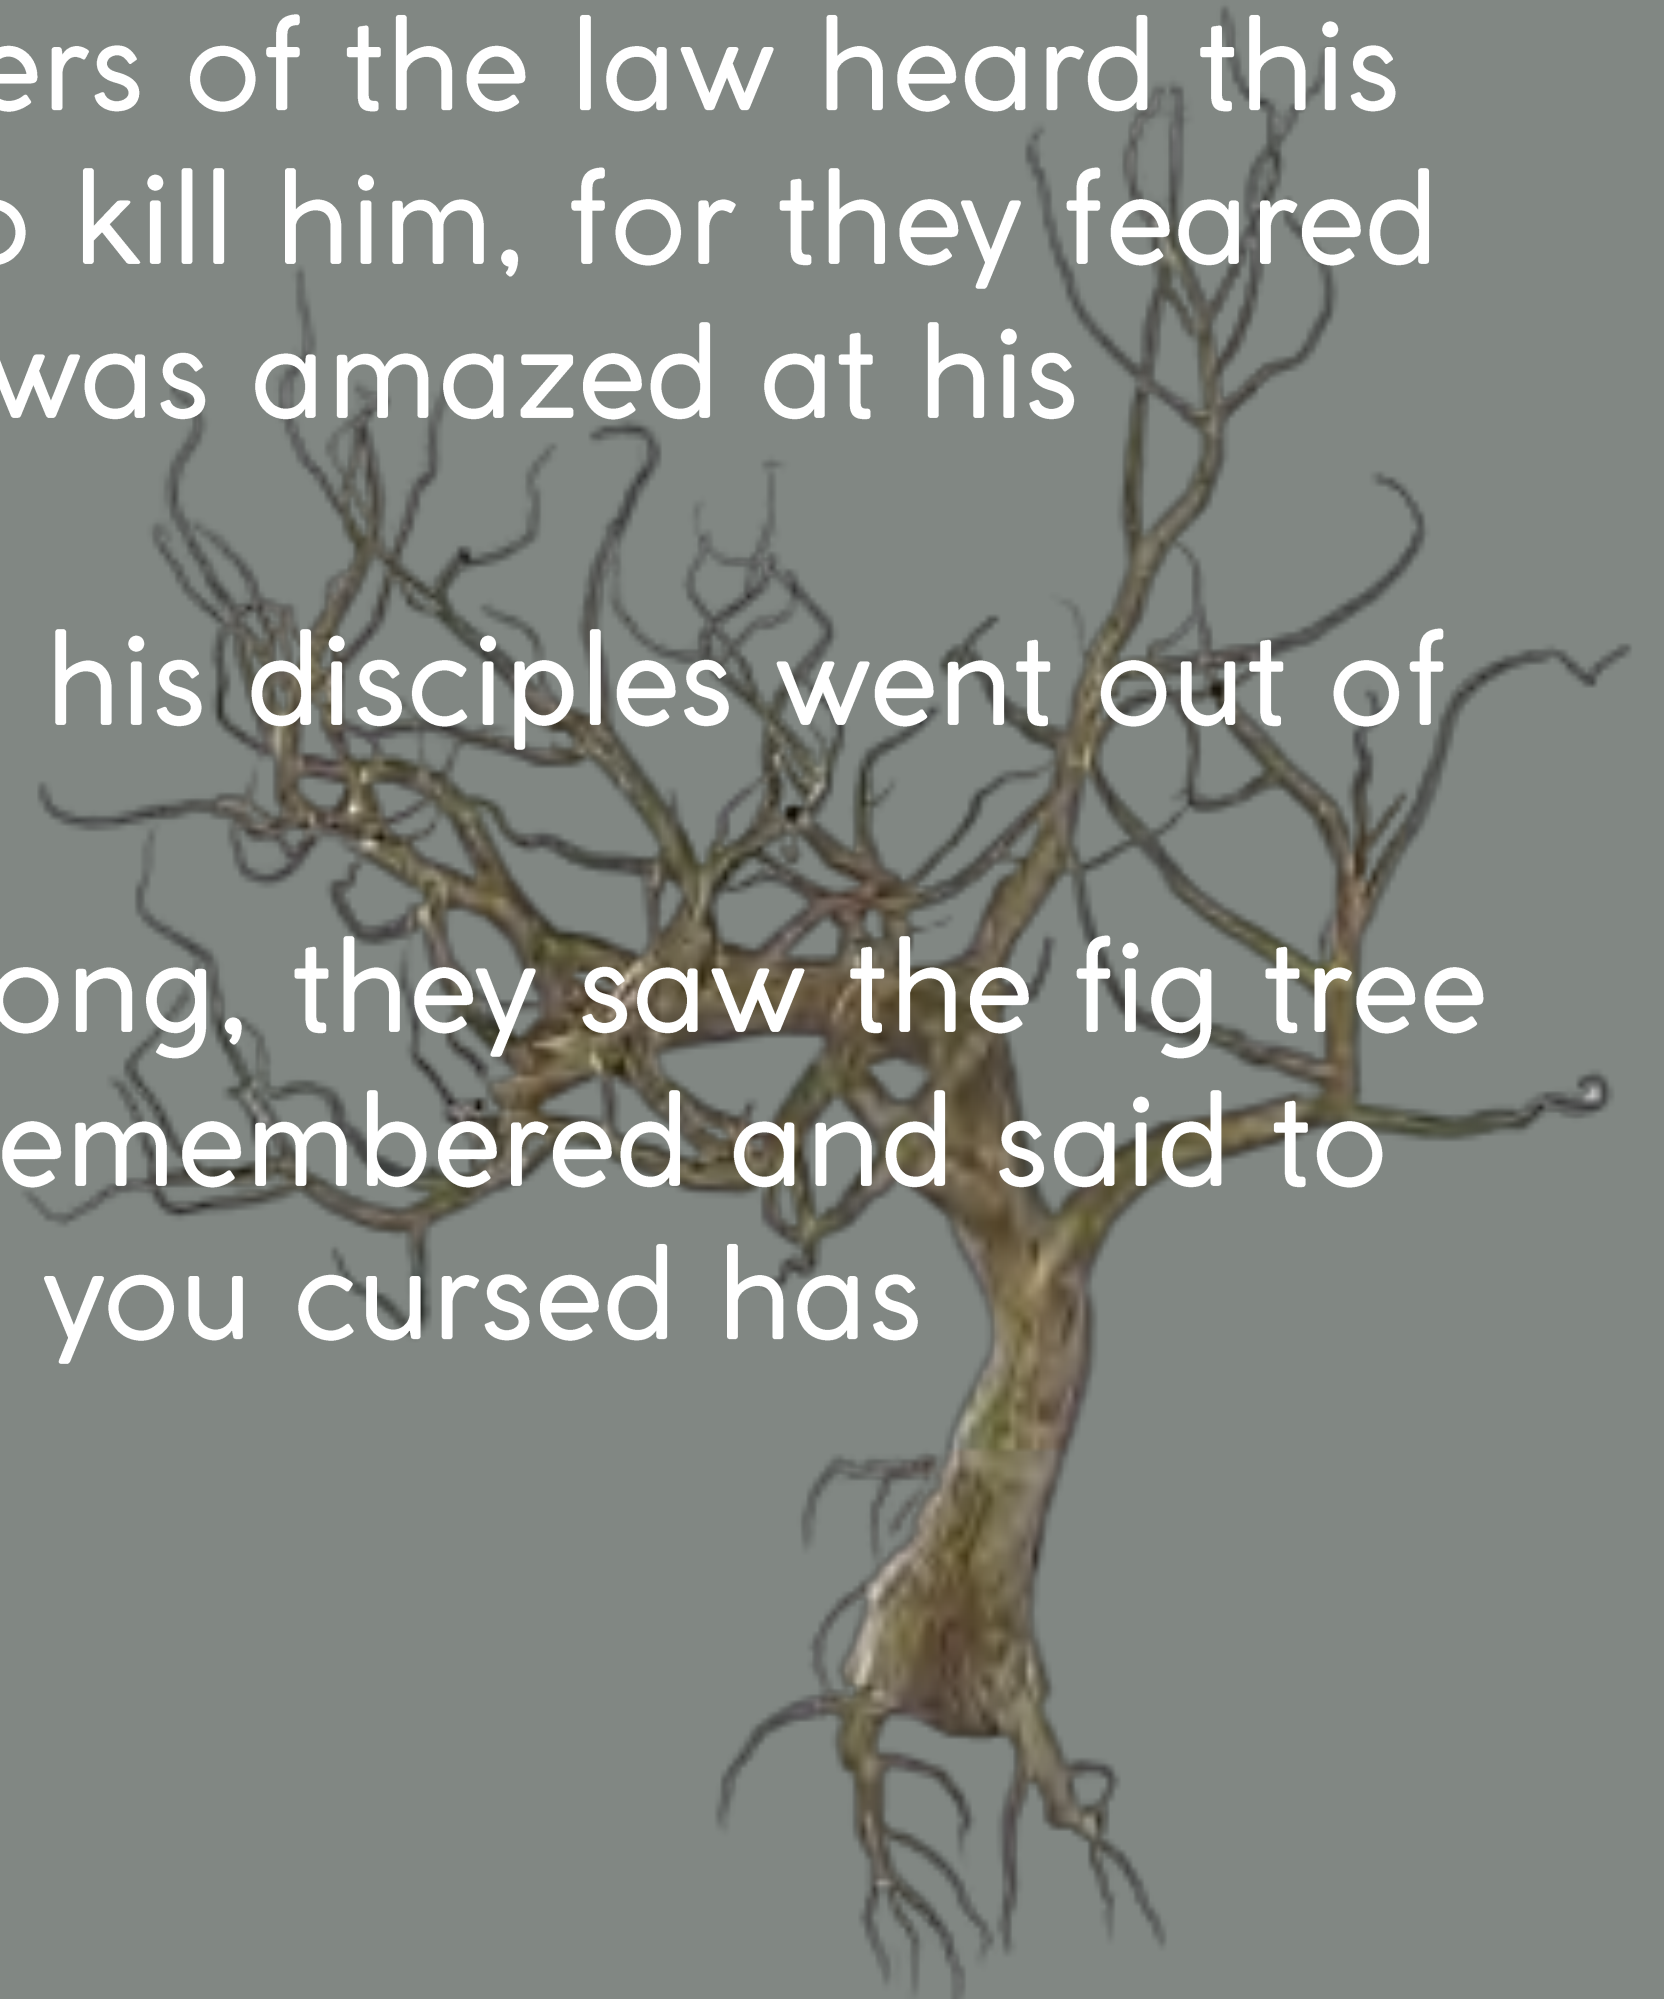 ers of the law heard this
o kill him, for they feared
was amazed at his
his disciples went out of
ong, they saw the fig tree
emembered and said to
you cursed has